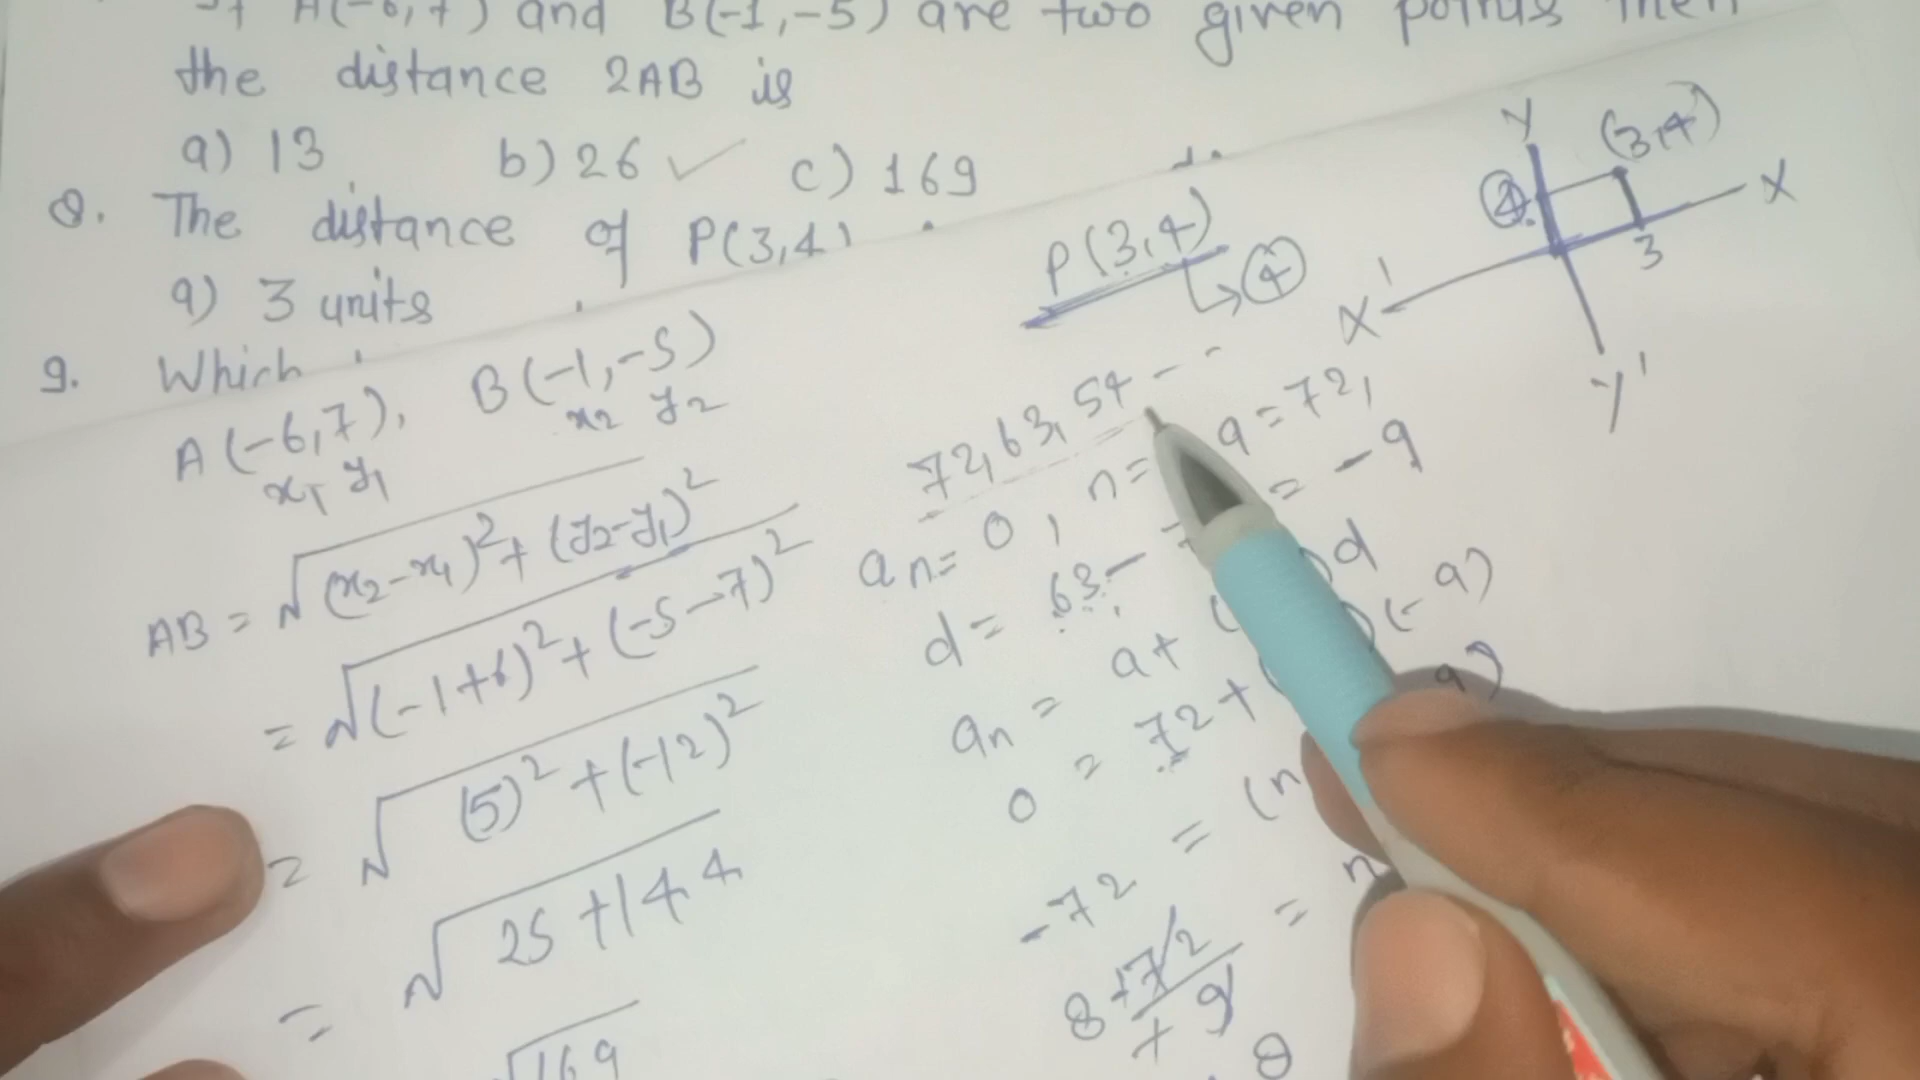 If A(-6,7) and B(-1,-5) are two given points then
the distance 2AB is
a) 13 b) 26 ✓ c) 169
8. The distance of P(3,4)
a) 3 units
9. Which
A(-6,7), B(-1,-5)
x1 y1 x2 y2
AB = √(x2-x1)²+(y2-y1)²
= √(-1+6)²+(-5-7)²
= √(5)²+(-12)²
= √25+144
√169
P(3,4)
↳ 4
Y
(3,4)
4
X
3
X'
Y'
72, 63, 54 - - -
an = 0, n = a = 72,
d = 63 - = -9
an = a + ( )d
0 = 72 + ( )(-9)
-72 = (n 9)
8 +72 = n
+9
8